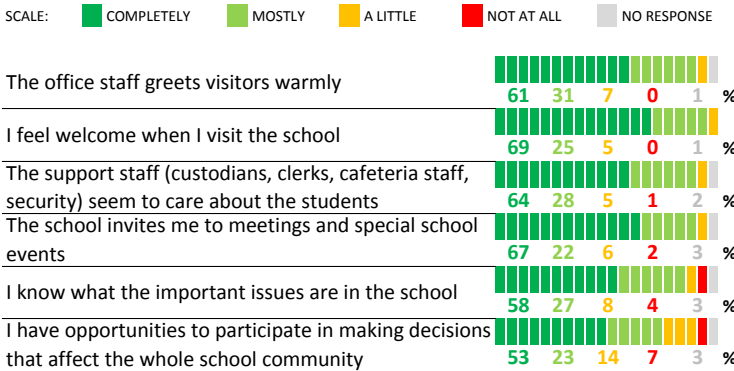 SCALE: COMPLETELY MOSTLY A LITTLE NOT AT ALL NO RESPONSE
The office staff greets visitors warmly
61 31 7 0 1 %
I feel welcome when I visit the school
69 25 5 0 1 %
The support staff (custodians, clerks, cafeteria staff,
security) seem to care about the students
64 28 5 1 2 %
The school invites me to meetings and special school
events
67 22 6 2 3 %
I know what the important issues are in the school
58 27 8 4 3 %
I have opportunities to participate in making decisions
that affect the whole school community
53 23 14 7 3 %